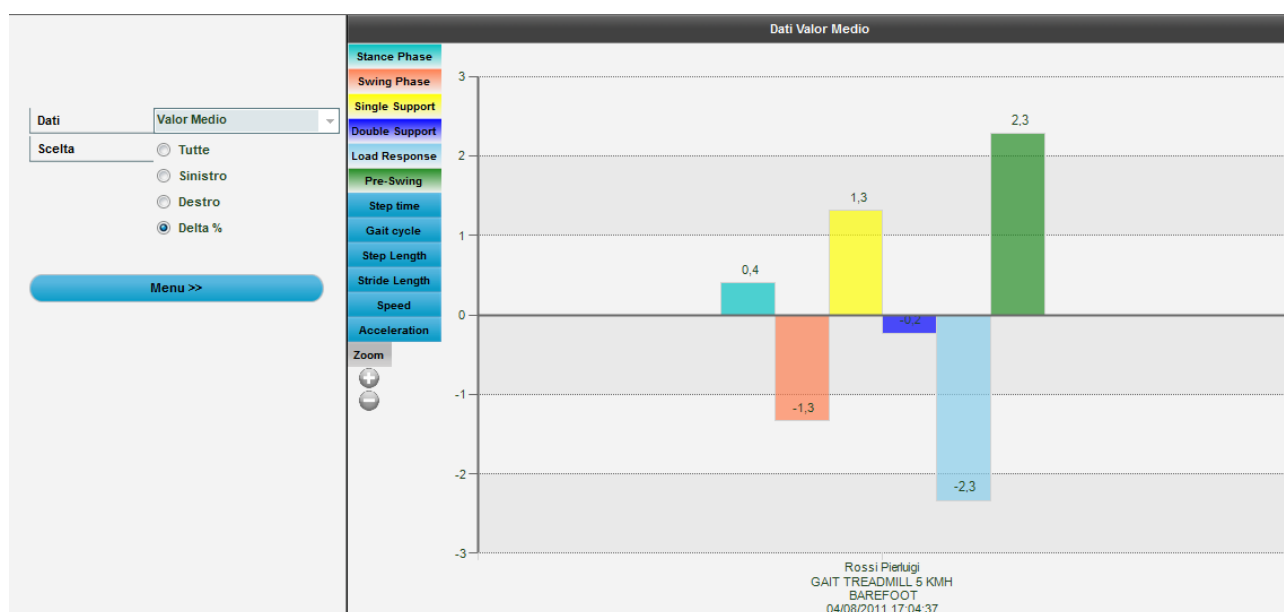 Dati Valor Medio
Dati
Valor Medio
Scelta
Tutte
Sinistro
Destro
Delta %
Menu >>
Stance Phase
Swing Phase
Single Support
Double Support
Load Response
Pre-Swing
Step time
Gait cycle
Step Length
Stride Length
Speed
Acceleration
Zoom
3
2
1
0
-1
-2
-3
0,4
-1,3
1,3
-0,2
-2,3
2,3
Rossi Pierluigi
GAIT TREADMILL 5 KMH
BAREFOOT
04/08/2011 17:04:37